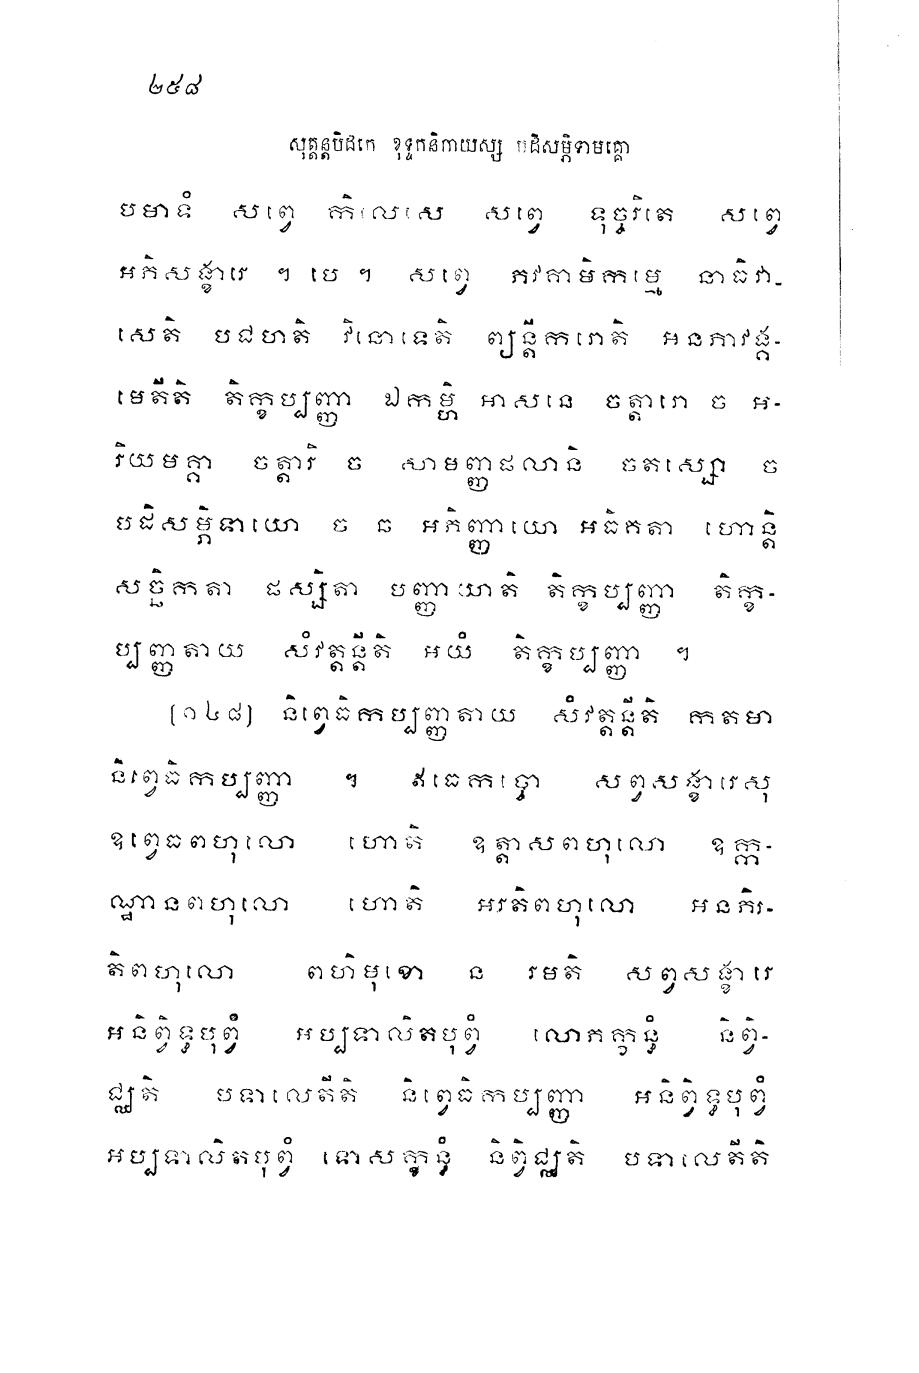 ២៥៨
សុត្តន្តបិដកេ ខុទ្ទកនិកាយស្ស បដិសម្ភិទាមគ្គោ
បមាទំ សព្វេ កិលេសេ សព្វេ ទុច្ចរិតេ សព្វេ
អភិសង្ខារេ ។ បេ ។ សព្វេ ភវគាមិកម្មេ នាធិវា-
សេតិ បជហតិ វិនោទេតិ ព្យន្តីករោតិ អនភាវង្គ-
មេតីតិ តិក្ខប្បញ្ញា ឯកម្ហិ អាសនេ ចត្តារោ ច អ-
រិយមគ្គា ចត្តារិ ច សាមញ្ញផលានិ ចតស្សោ ច
បដិសម្ភិទាយោ ច ឆ អភិញ្ញាយោ អធិគតា ហោន្តិ
សច្ឆិកតា ផស្សិតា បញ្ញាយាតិ តិក្ខប្បញ្ញា តិក្ខ-
ប្បញ្ញតាយ សំវត្តន្តីតិ អយំ តិក្ខប្បញ្ញា ។
[១៤៨] និព្វេធិកប្បញ្ញតាយ សំវត្តន្តីតិ កតមា
និព្វេធិកប្បញ្ញា ។ ឥធេកច្ចោ សព្វសង្ខារេសុ
ឧព្វេធពហុលោ ហោតិ ឧត្តាសពហុលោ ឧក្ក-
ណ្ឋានពហុលោ ហោតិ អរតិពហុលោ អនភិរ-
តិពហុលោ ពហិមុខោ ន រមតិ សព្វសង្ខារេ
អនិព្វិទ្ធបុព្វំ អប្បទាលិតបុព្វំ លោភក្ខន្ធំ និព្វិ-
ជ្ឈតិ បទាលេតីតិ និព្វេធិកប្បញ្ញា អនិព្វិទ្ធបុព្វំ
អប្បទាលិតបុព្វំ ទោសក្ខន្ធំ និព្វិជ្ឈតិ បទាលេតីតិ